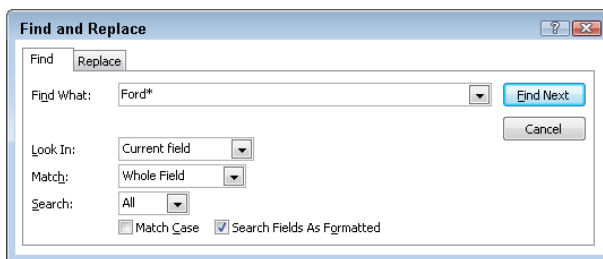 Find and Replace
Find Replace
Find What: Ford* Find Next
Cancel
Look In: Current field
Match: Whole Field
Search: All
Match Case Search Fields As Formatted